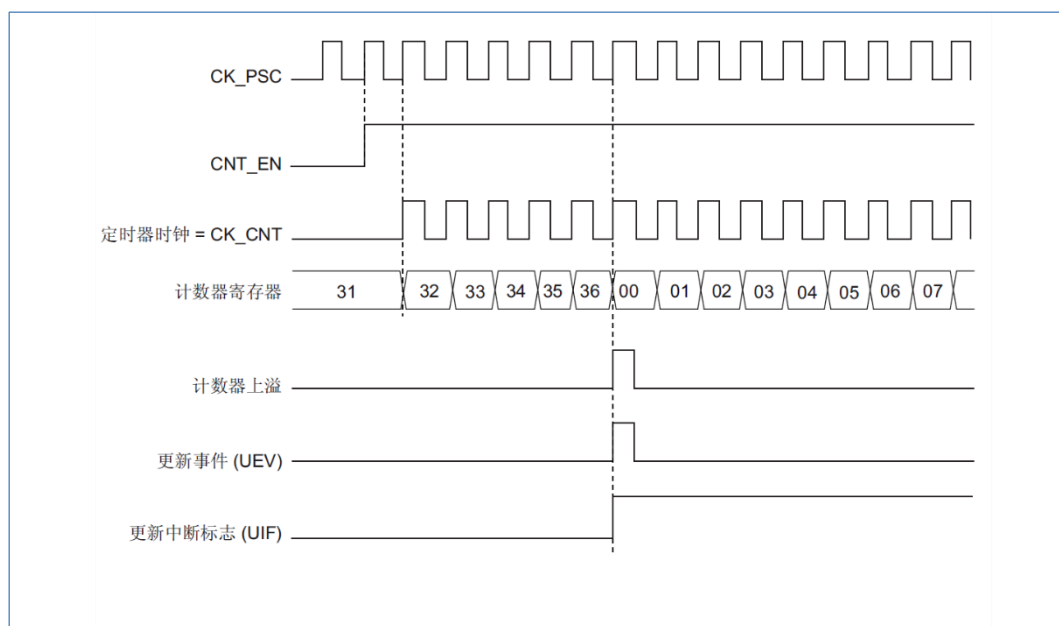 CK_PSC
CNT_EN
定时器时钟 = CK_CNT
计数器寄存器 31 32 33 34 35 36 00 01 02 03 04 05 06 07
计数器上溢
更新事件 (UEV)
更新中断标志 (UIF)